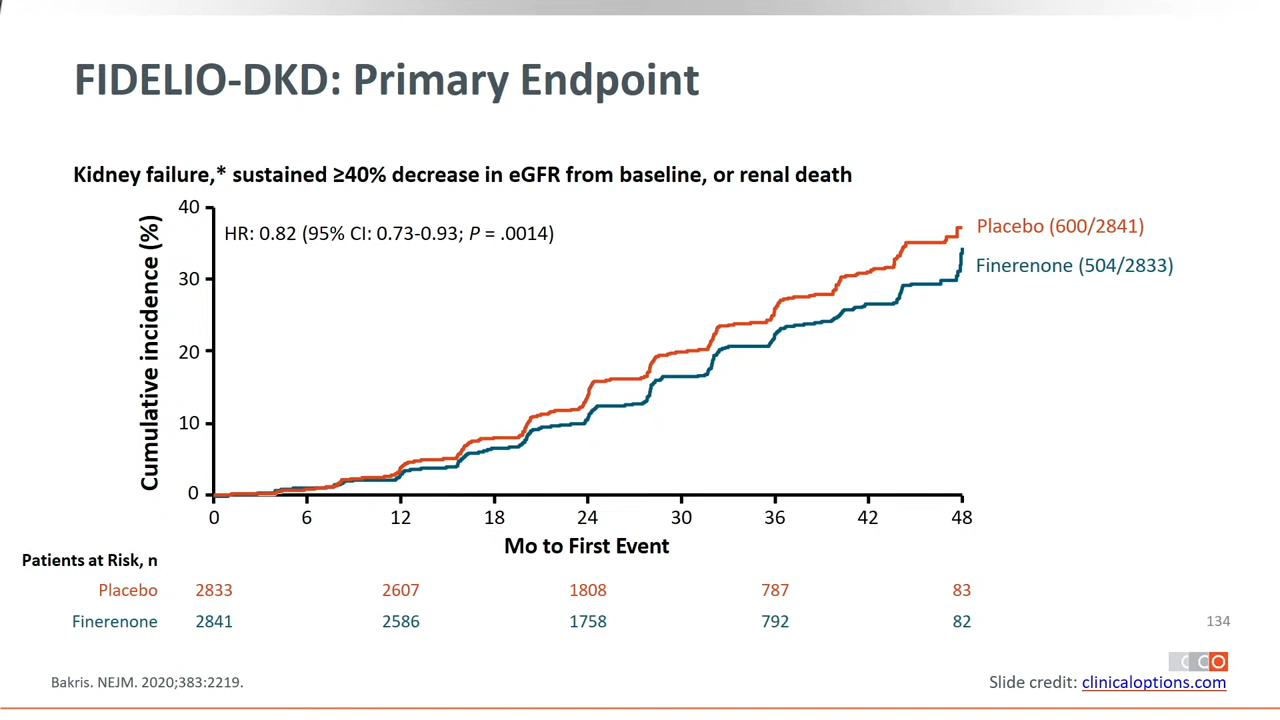 FIDELIO-DKD: Primary Endpoint
Kidney failure,* sustained ≥40% decrease in eGFR from baseline, or renal death
Cumulative incidence (%)
40
30
20
10
0
HR: 0.82 (95% CI: 0.73-0.93; P = .0014)
Placebo (600/2841)
Finerenone (504/2833)
0 6 12 18 24 30 36 42 48
Mo to First Event
Patients at Risk, n
Placebo 2833 2607 1808 787 83
Finerenone 2841 2586 1758 792 82
134
CCO
Bakris. NEJM. 2020;383:2219.
Slide credit: clinicaloptions.com